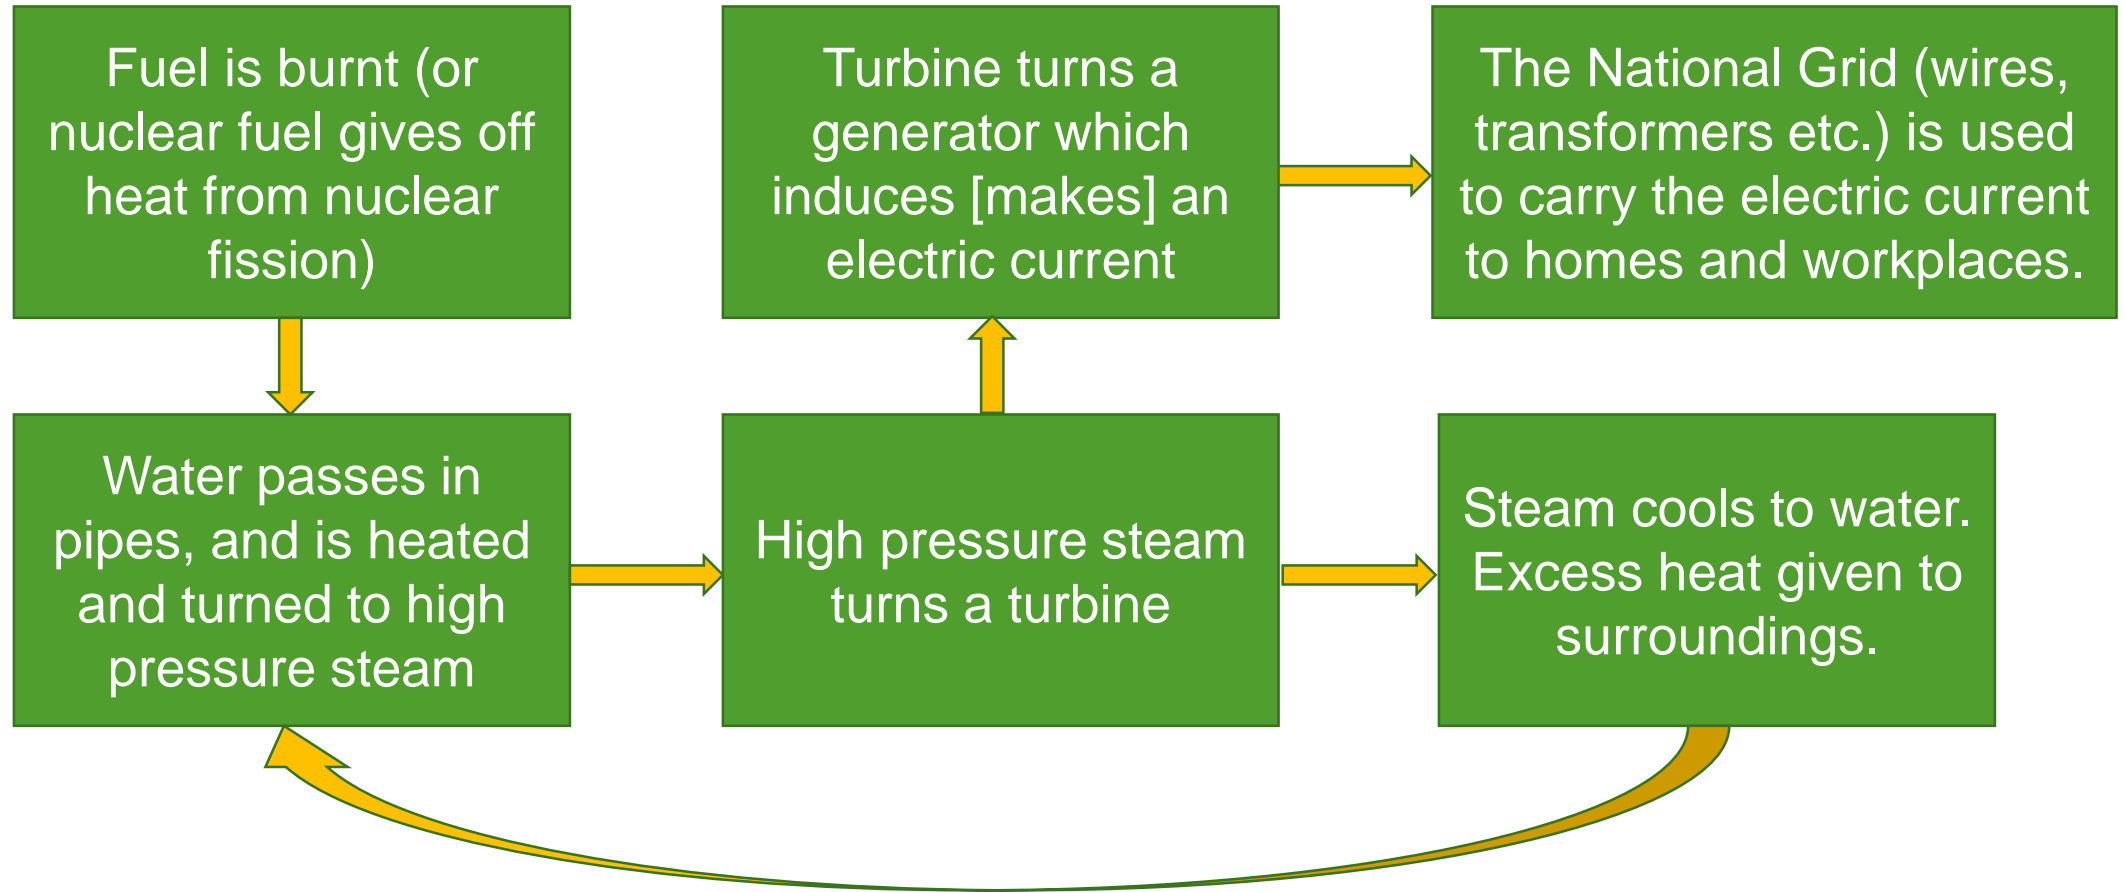 Fuel is burnt (or
nuclear fuel gives off
heat from nuclear
fission)
Turbine turns a
generator which
induces [makes] an
electric current
The National Grid (wires,
transformers etc.) is used
to carry the electric current
to homes and workplaces.
Water passes in
pipes, and is heated
and turned to high
pressure steam
High pressure steam
turns a turbine
Steam cools to water.
Excess heat given to
surroundings.